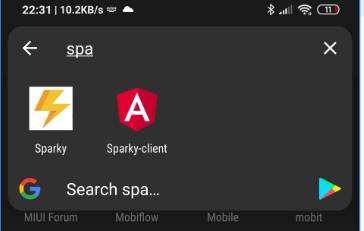 22:31 | 10.2KB/s
11
spa
Sparky
Sparky-client
Search spa...
MIUI Forum
Mobiflow
Mobile
mobit